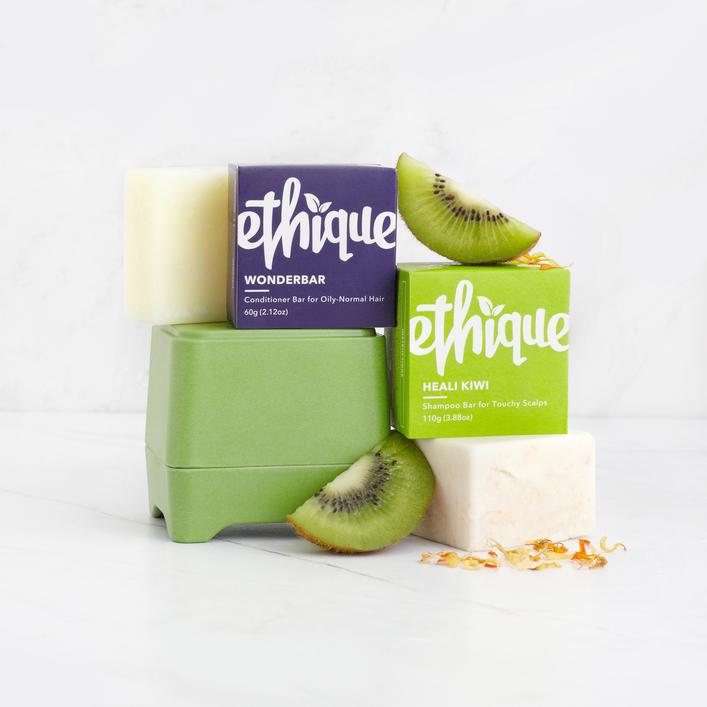 ethique
WONDERBAR
Conditioner Bar for Oily-Normal Hair
60g (2.12oz)
ethique
HEALI KIWI
Shampoo Bar for Touchy Scalps
110g (3.88oz)